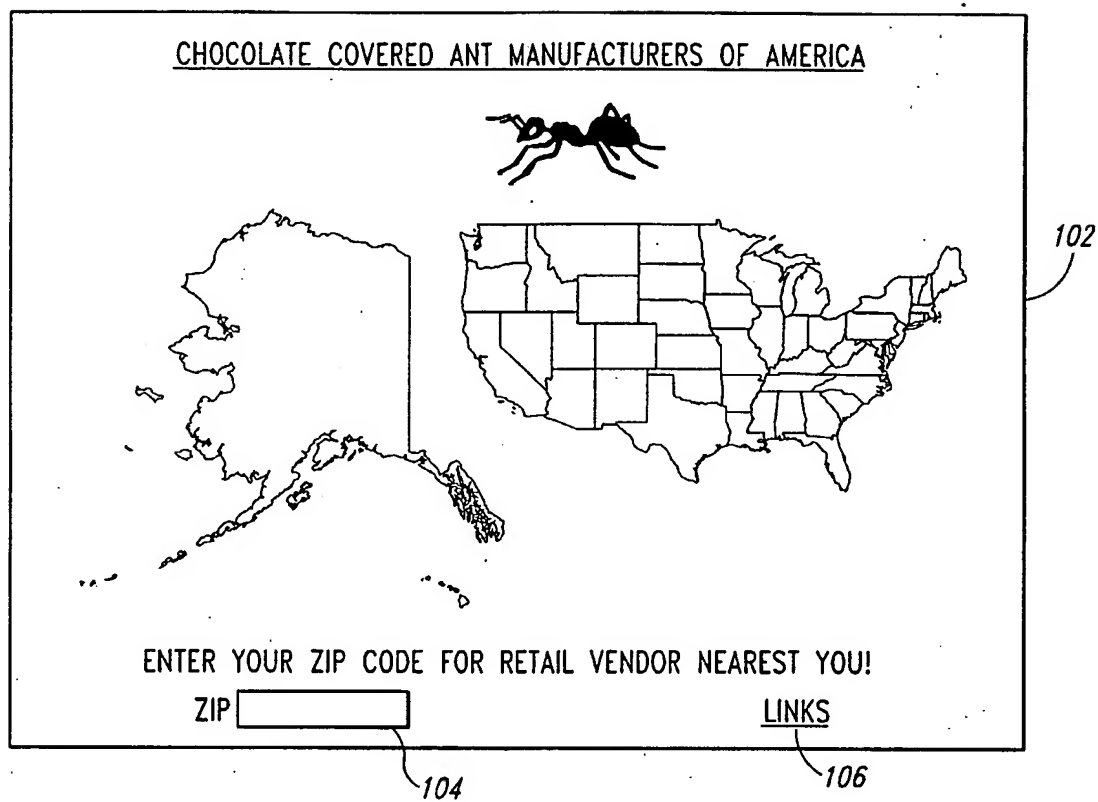 CHOCOLATE COVERED ANT MANUFACTURERS OF AMERICA
102
ENTER YOUR ZIP CODE FOR RETAIL VENDOR NEAREST YOU!
ZIP LINKS
104 106